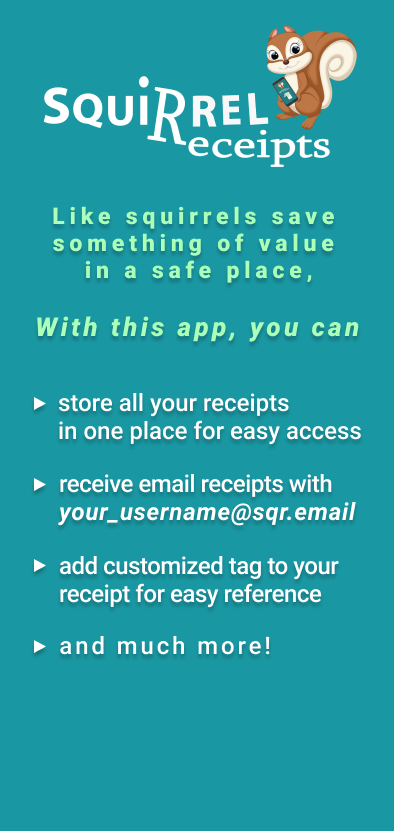 SQUiRREL
Receipts
Like squirrels save
something of value
in a safe place,
With this app, you can
► store all your receipts
in one place for easy access
► receive email receipts with
your_username@sqr.email
► add customized tag to your
receipt for easy reference
► and much more!